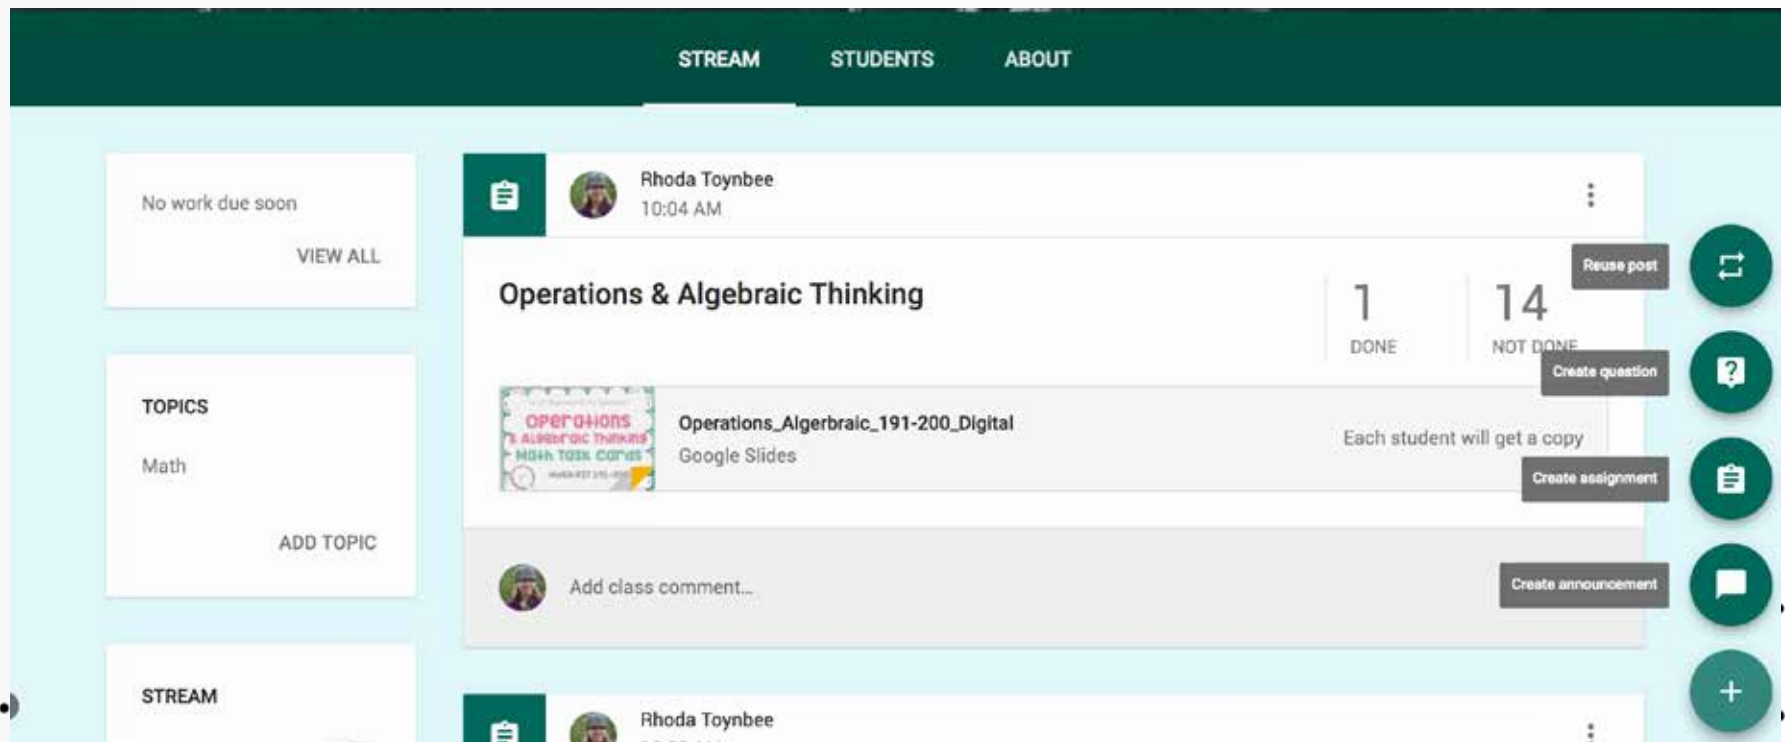 STREAM STUDENTS ABOUT
No work due soon
VIEW ALL
TOPICS
Math
ADD TOPIC
STREAM
Rhoda Toynbee
10:04 AM
Operations & Algebraic Thinking
1
DONE
14
NOT DONE
OPerations
& ALGebraic Thinking
Math Task Cards
Operations_Algerbraic_191-200_Digital
Google Slides
Each student will get a copy
Add class comment...
Rhoda Toynbee
Reuse post
Create question
Create assignment
Create announcement